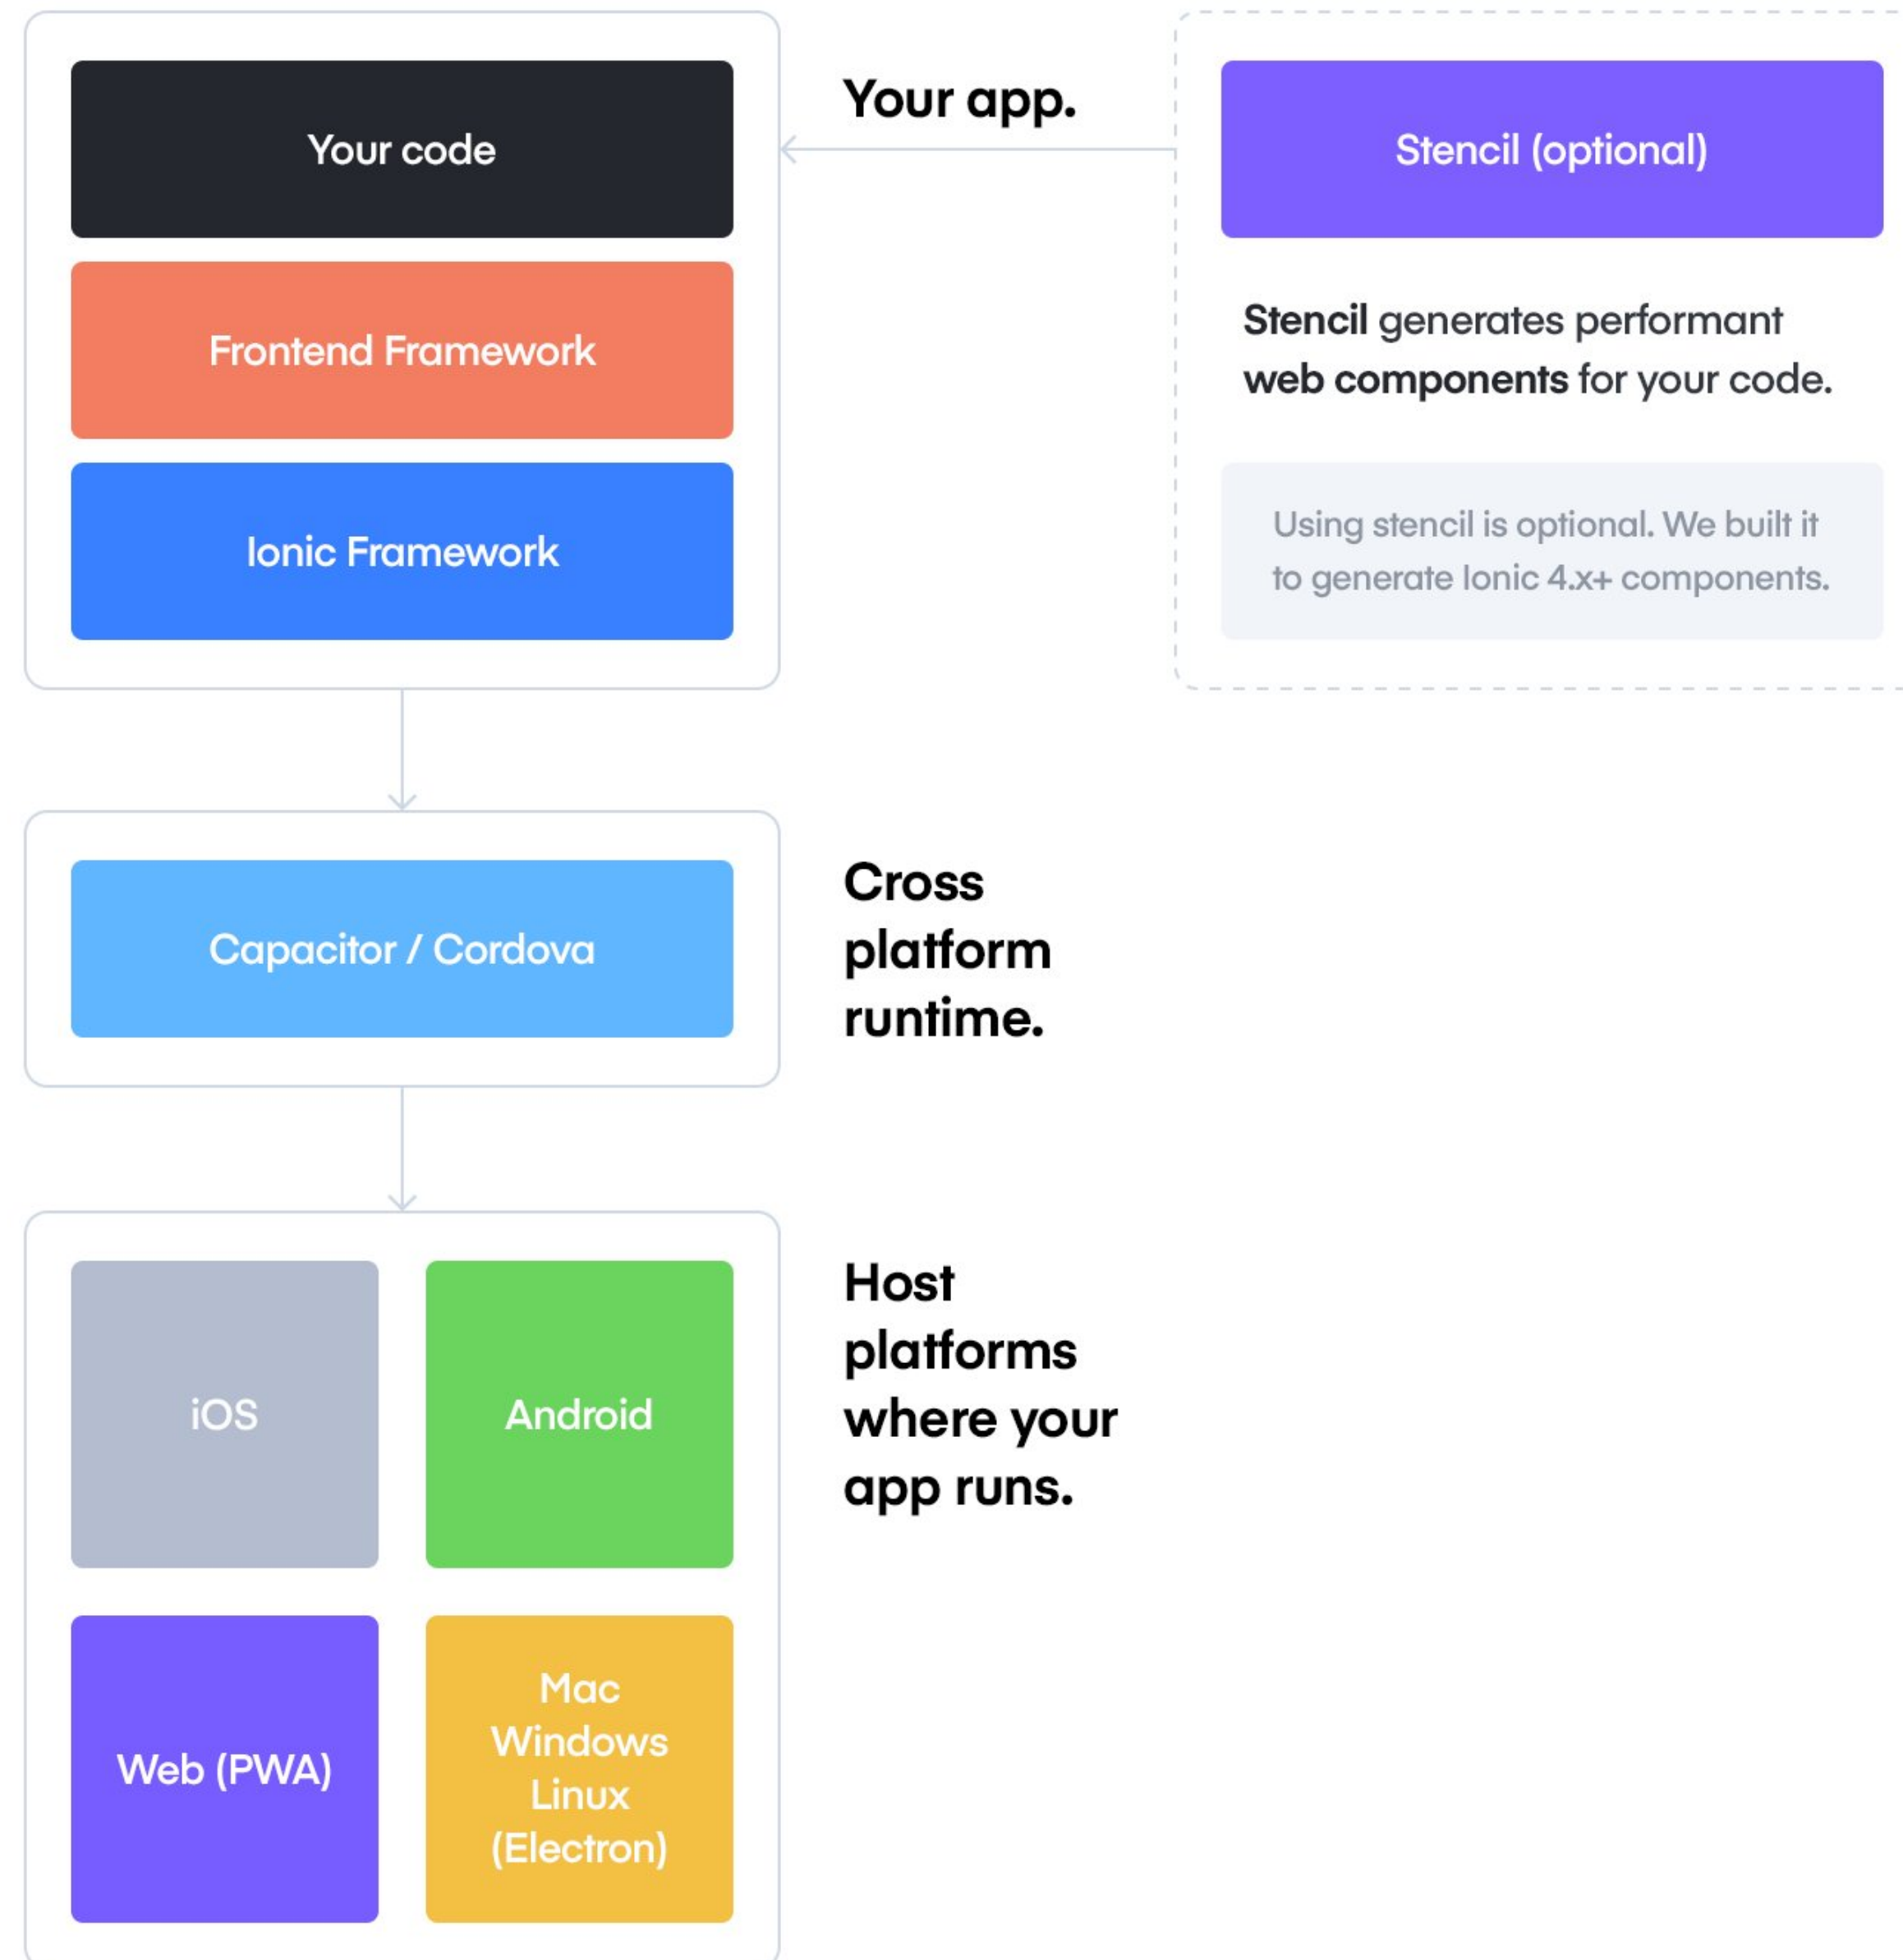 Your code
Frontend Framework
Ionic Framework
Your app.
Stencil (optional)
Stencil generates performant
web components for your code.
Using stencil is optional. We built it
to generate Ionic 4.x+ components.
Capacitor / Cordova
Cross
platform
runtime.
iOS
Android
Web (PWA)
Mac
Windows
Linux
(Electron)
Host
platforms
where your
app runs.